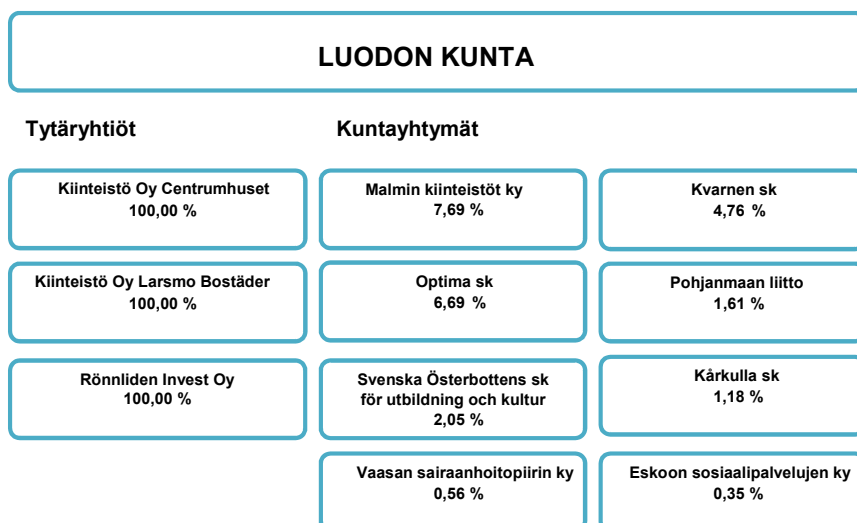 LUODON KUNTA
Tytäryhtiöt
Kuntayhtymät
Kiinteistö Oy Centrumhuset
100,00 %
Malmin kiinteistöt ky
7,69 %
Kvarnen sk
4,76 %
Kiinteistö Oy Larsmo Bostäder
100,00 %
Optima sk
6,69 %
Pohjanmaan liitto
1,61 %
Rönnliden Invest Oy
100,00 %
Svenska Österbottens sk
för utbildning och kultur
2,05 %
Kårkulla sk
1,18 %
Vaasan sairaanhoitopiirin ky
0,56 %
Eskoon sosiaalipalvelujen ky
0,35 %